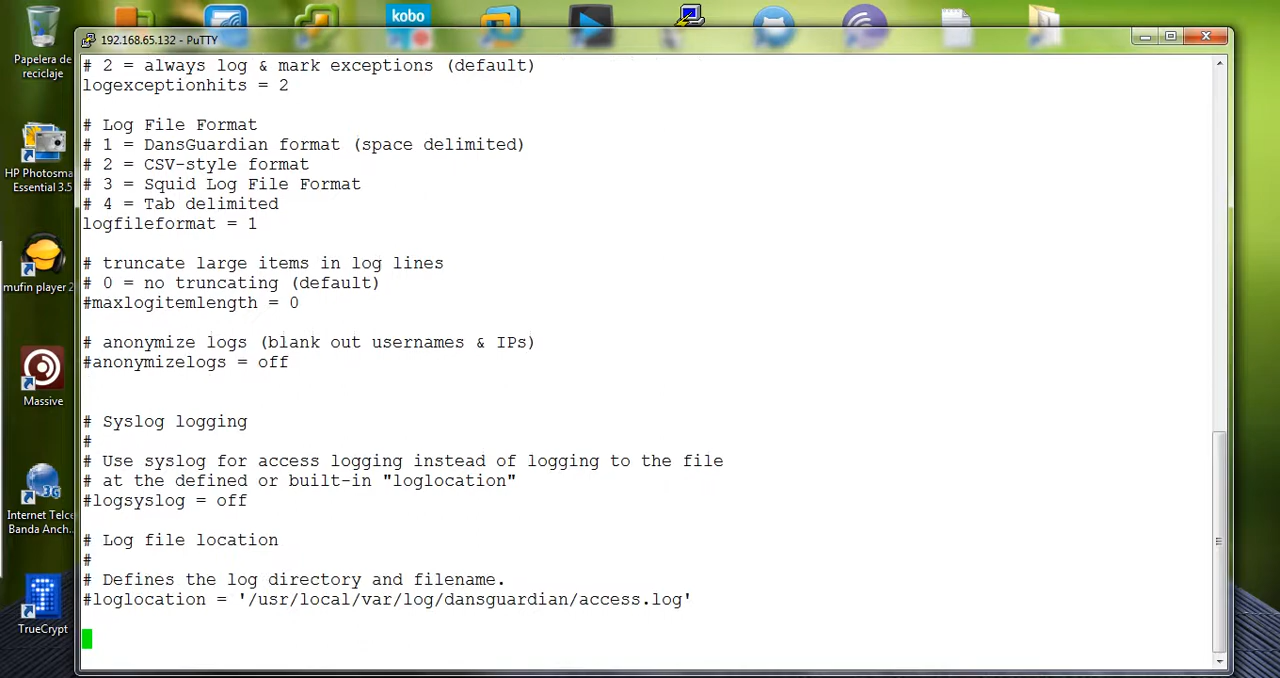 kobo
192.168.65.132 - PuTTY
Papelera de
reciclaje
HP Photosma
Essential 3.5
mufin player 2
Massive
Internet Telce
Banda Anch...
TrueCrypt
# 2 = always log & mark exceptions (default)
logexceptionhits = 2
# Log File Format
# 1 = DansGuardian format (space delimited)
# 2 = CSV-style format
# 3 = Squid Log File Format
# 4 = Tab delimited
logfileformat = 1
# truncate large items in log lines
# 0 = no truncating (default)
#maxlogitemlength = 0
# anonymize logs (blank out usernames & IPs)
#anonymizelogs = off
# Syslog logging
#
# Use syslog for access logging instead of logging to the file
# at the defined or built-in "loglocation"
#logsyslog = off
# Log file location
#
# Defines the log directory and filename.
#loglocation = '/usr/local/var/log/dansguardian/access.log'